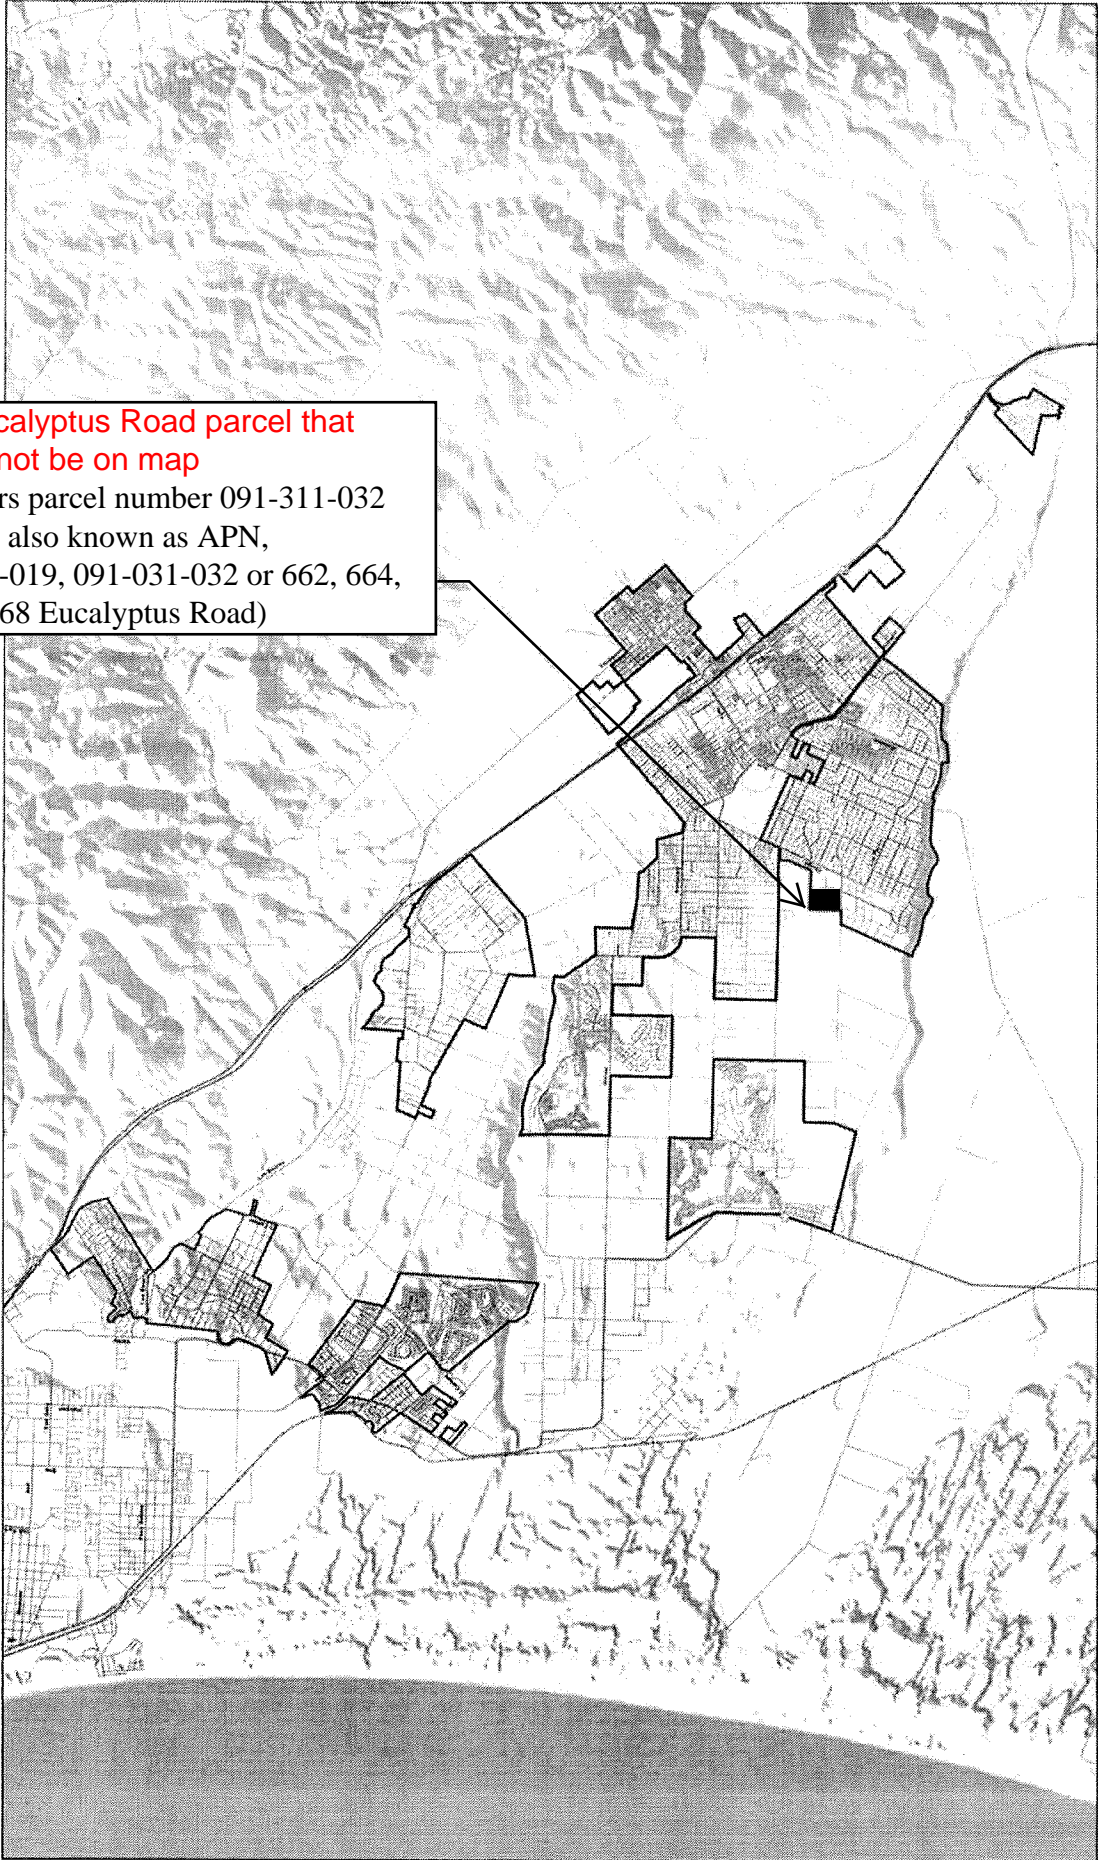 calyptus Road parcel that
not be on map
rs parcel number 091-311-032
also known as APN,
-019, 091-031-032 or 662, 664,
68 Eucalyptus Road)